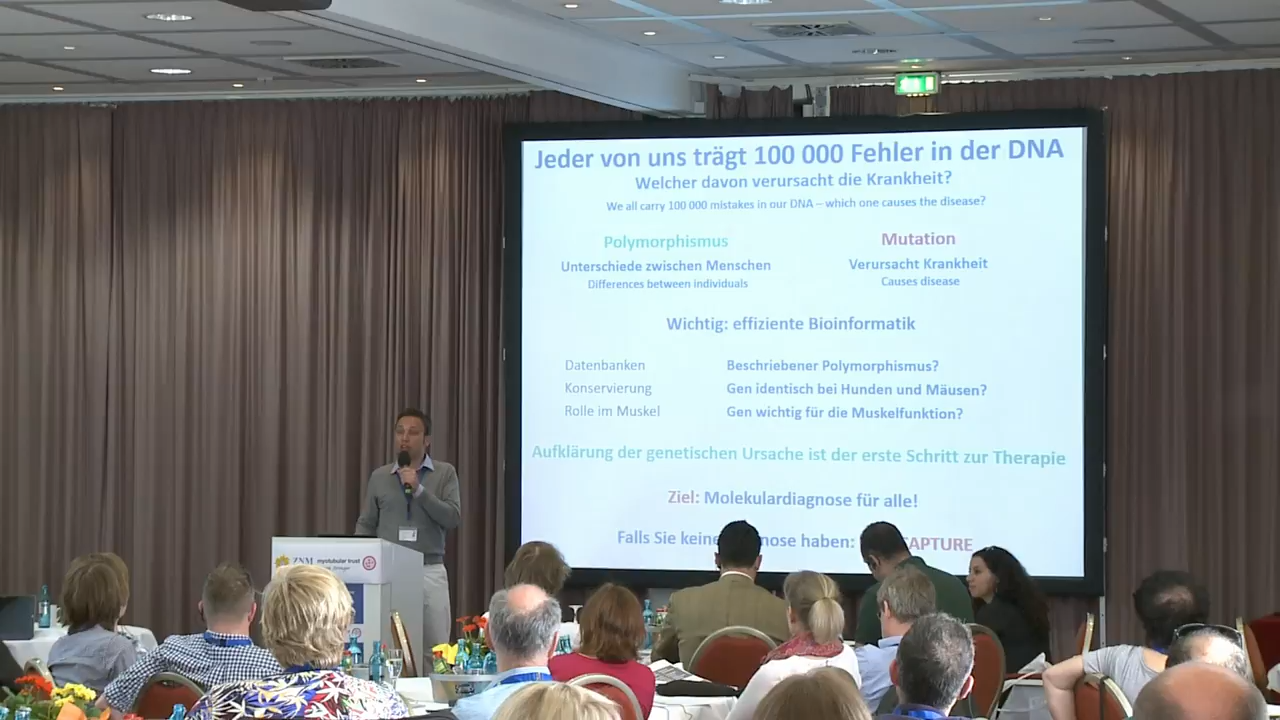 Jeder von uns trägt 100 000 Fehler in der DNA
Welcher davon verursacht die Krankheit?
We all carry 100 000 mistakes in our DNA – which one causes the disease?
Polymorphismus
Mutation
Unterschiede zwischen Menschen
Verursacht Krankheit
Differences between individuals
Causes disease
Wichtig: effiziente Bioinformatik
Datenbanken
Beschriebener Polymorphismus?
Konservierung
Gen identisch bei Hunden und Mäusen?
Rolle im Muskel
Gen wichtig für die Muskelfunktion?
Aufklärung der genetischen Ursache ist der erste Schritt zur Therapie
Ziel: Molekulardiagnose für alle!
Falls Sie keine nose haben: APTURE
ZNM myotubular trust